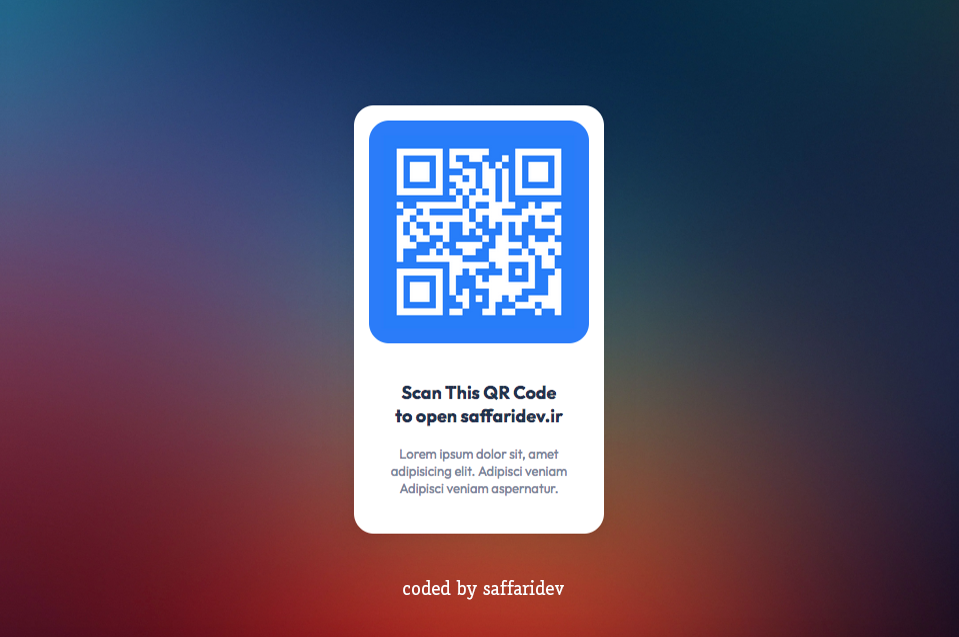 Scan This QR Code
to open saffaridev.ir
Lorem ipsum dolor sit, amet
adipisicing elit. Adipisci veniam
Adipisci veniam aspernatur.
coded by saffaridev